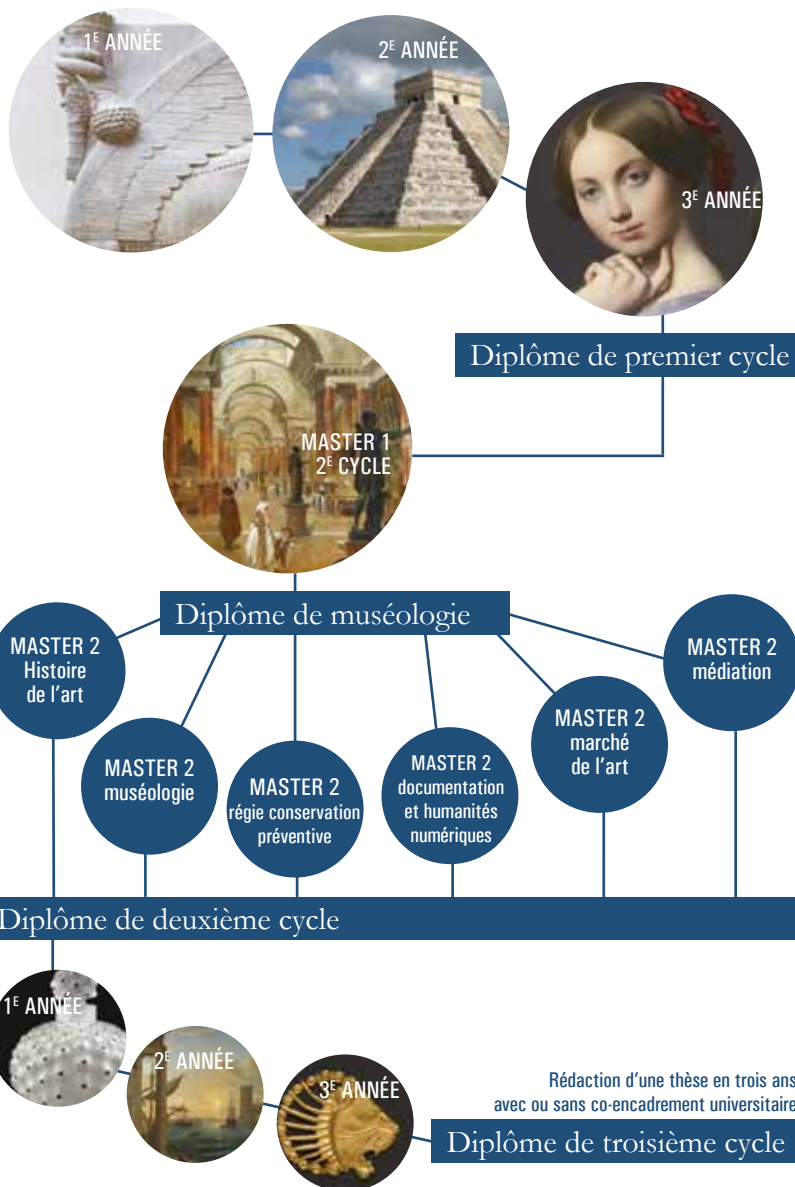 1E ANNÉE
2E ANNÉE
3E ANNÉE
Diplôme de premier cycle
MASTER 1
2E CYCLE
Diplôme de muséologie
MASTER 2
Histoire
de l'art
MASTER 2
muséologie
MASTER 2
régie conservation
préventive
MASTER 2
documentation
et humanités
numériques
MASTER 2
marché
de l'art
MASTER 2
médiation
Diplôme de deuxième cycle
1E ANNÉE
2E ANNÉE
3E ANNÉE
Rédaction d'une thèse en trois ans
avec ou sans co-encadrement universitaire
Diplôme de troisième cycle